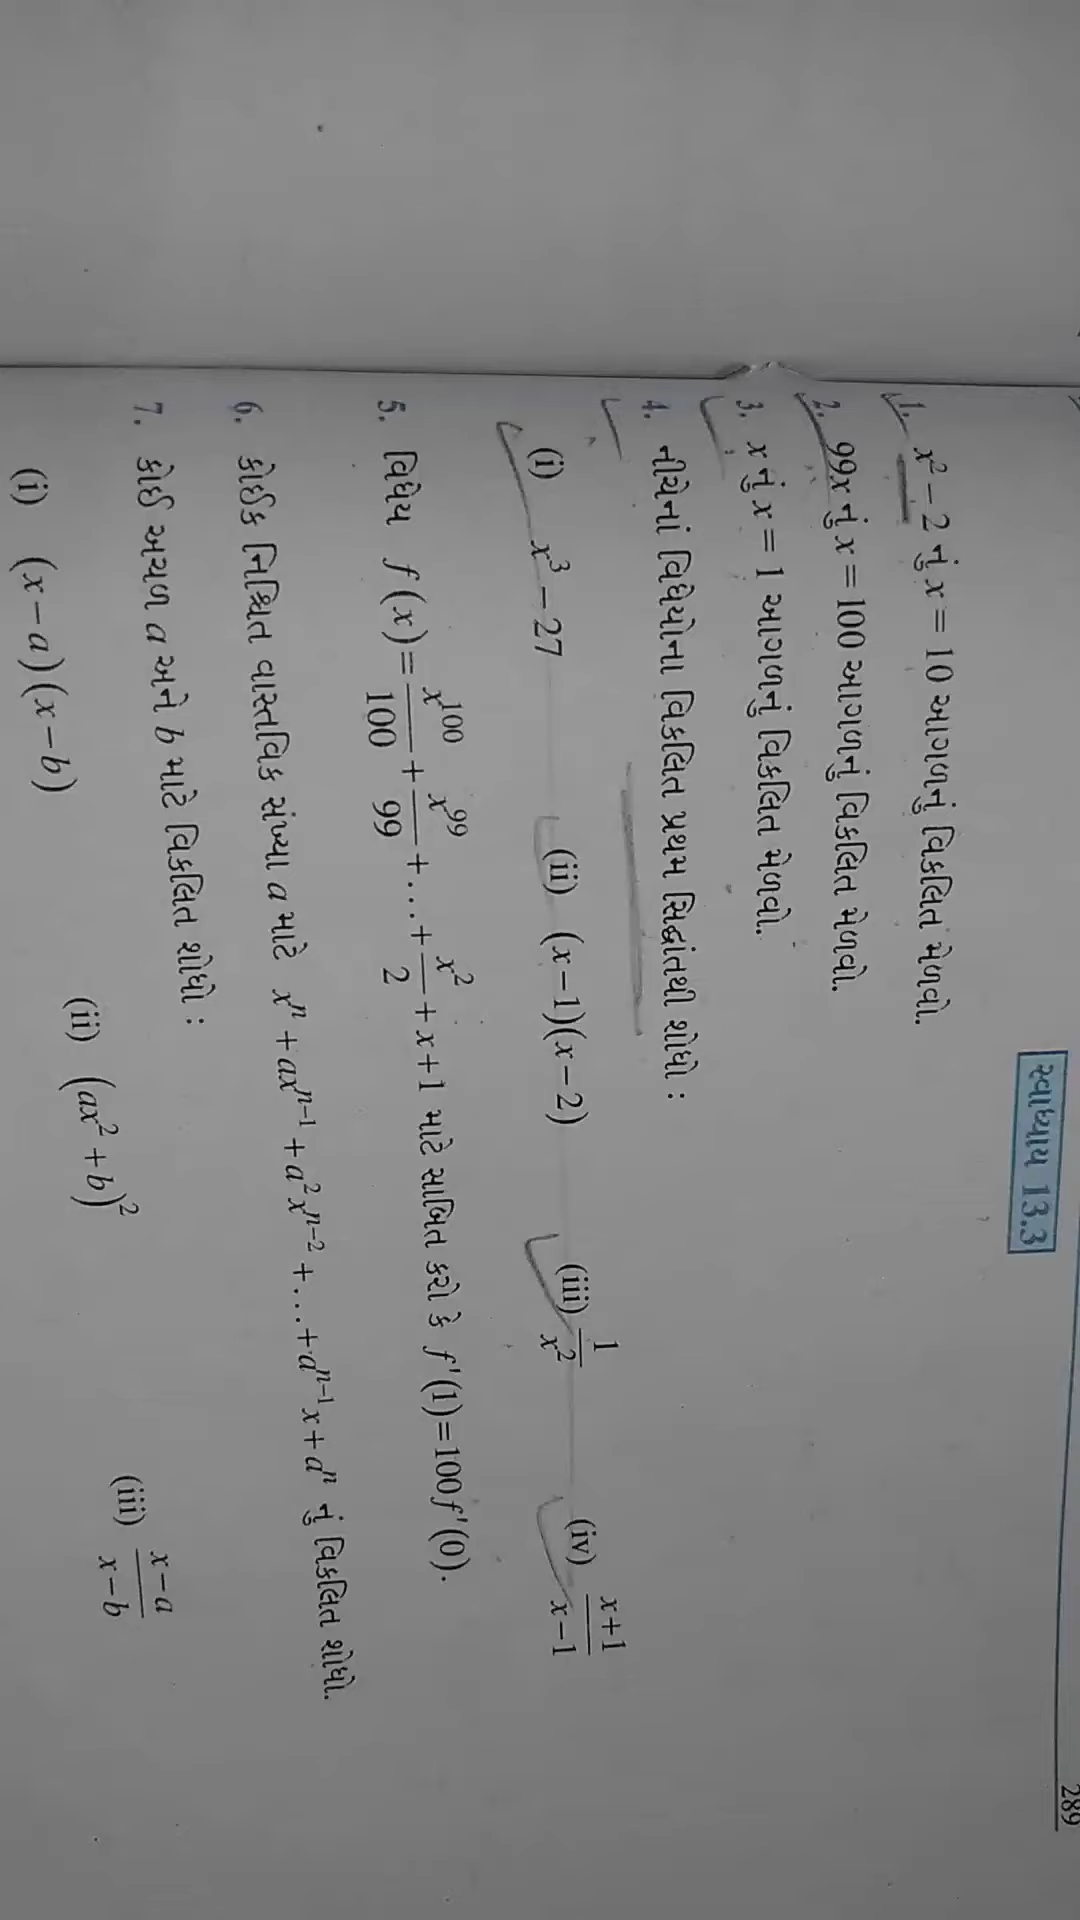 289
સ્વાધ્યાય 13.3
1. x² – 2 નું x = 10 આગળનું વિકલિત મેળવો.
2. 99x નું x = 100 આગળનું વિકલિત મેળવો.
3. x નું x = 1 આગળનું વિકલિત મેળવો.
4. નીચેનાં વિધેયોના વિકલિત પ્રથમ સિદ્ધાંતથી શોધો :
(i) x³ – 27 (ii) (x – 1)(x – 2) (iii) 1/x² (iv) (x+1)/(x–1)
5. વિધેય f(x) = x¹⁰⁰/100 + x⁹⁹/99 + ... + x²/2 + x + 1 માટે સાબિત કરો કે f'(1) = 100f'(0).
6. કોઈક નિશ્ચિત વાસ્તવિક સંખ્યા a માટે xⁿ + axⁿ⁻¹ + a²xⁿ⁻² + ... + aⁿ⁻¹x + aⁿ નું વિકલિત શોધો.
7. કોઈ અચળ a અને b માટે વિકલિત શોધો :
(i) (x – a)(x – b) (ii) (ax² + b)² (iii) (x–a)/(x–b)